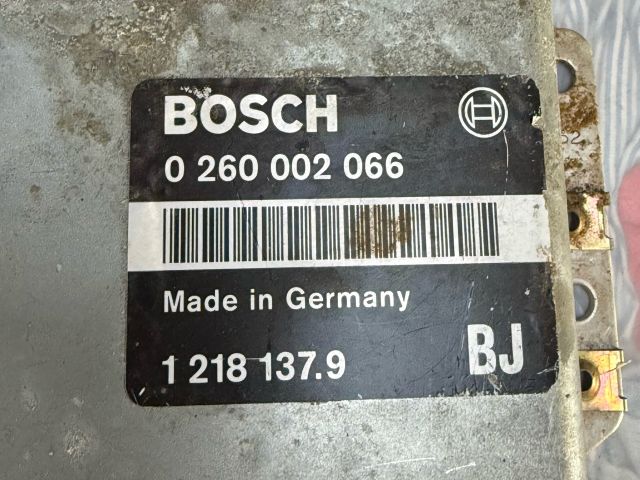 BOSCH
0 260 002 066
Made in Germany
1 218 137.9
BJ